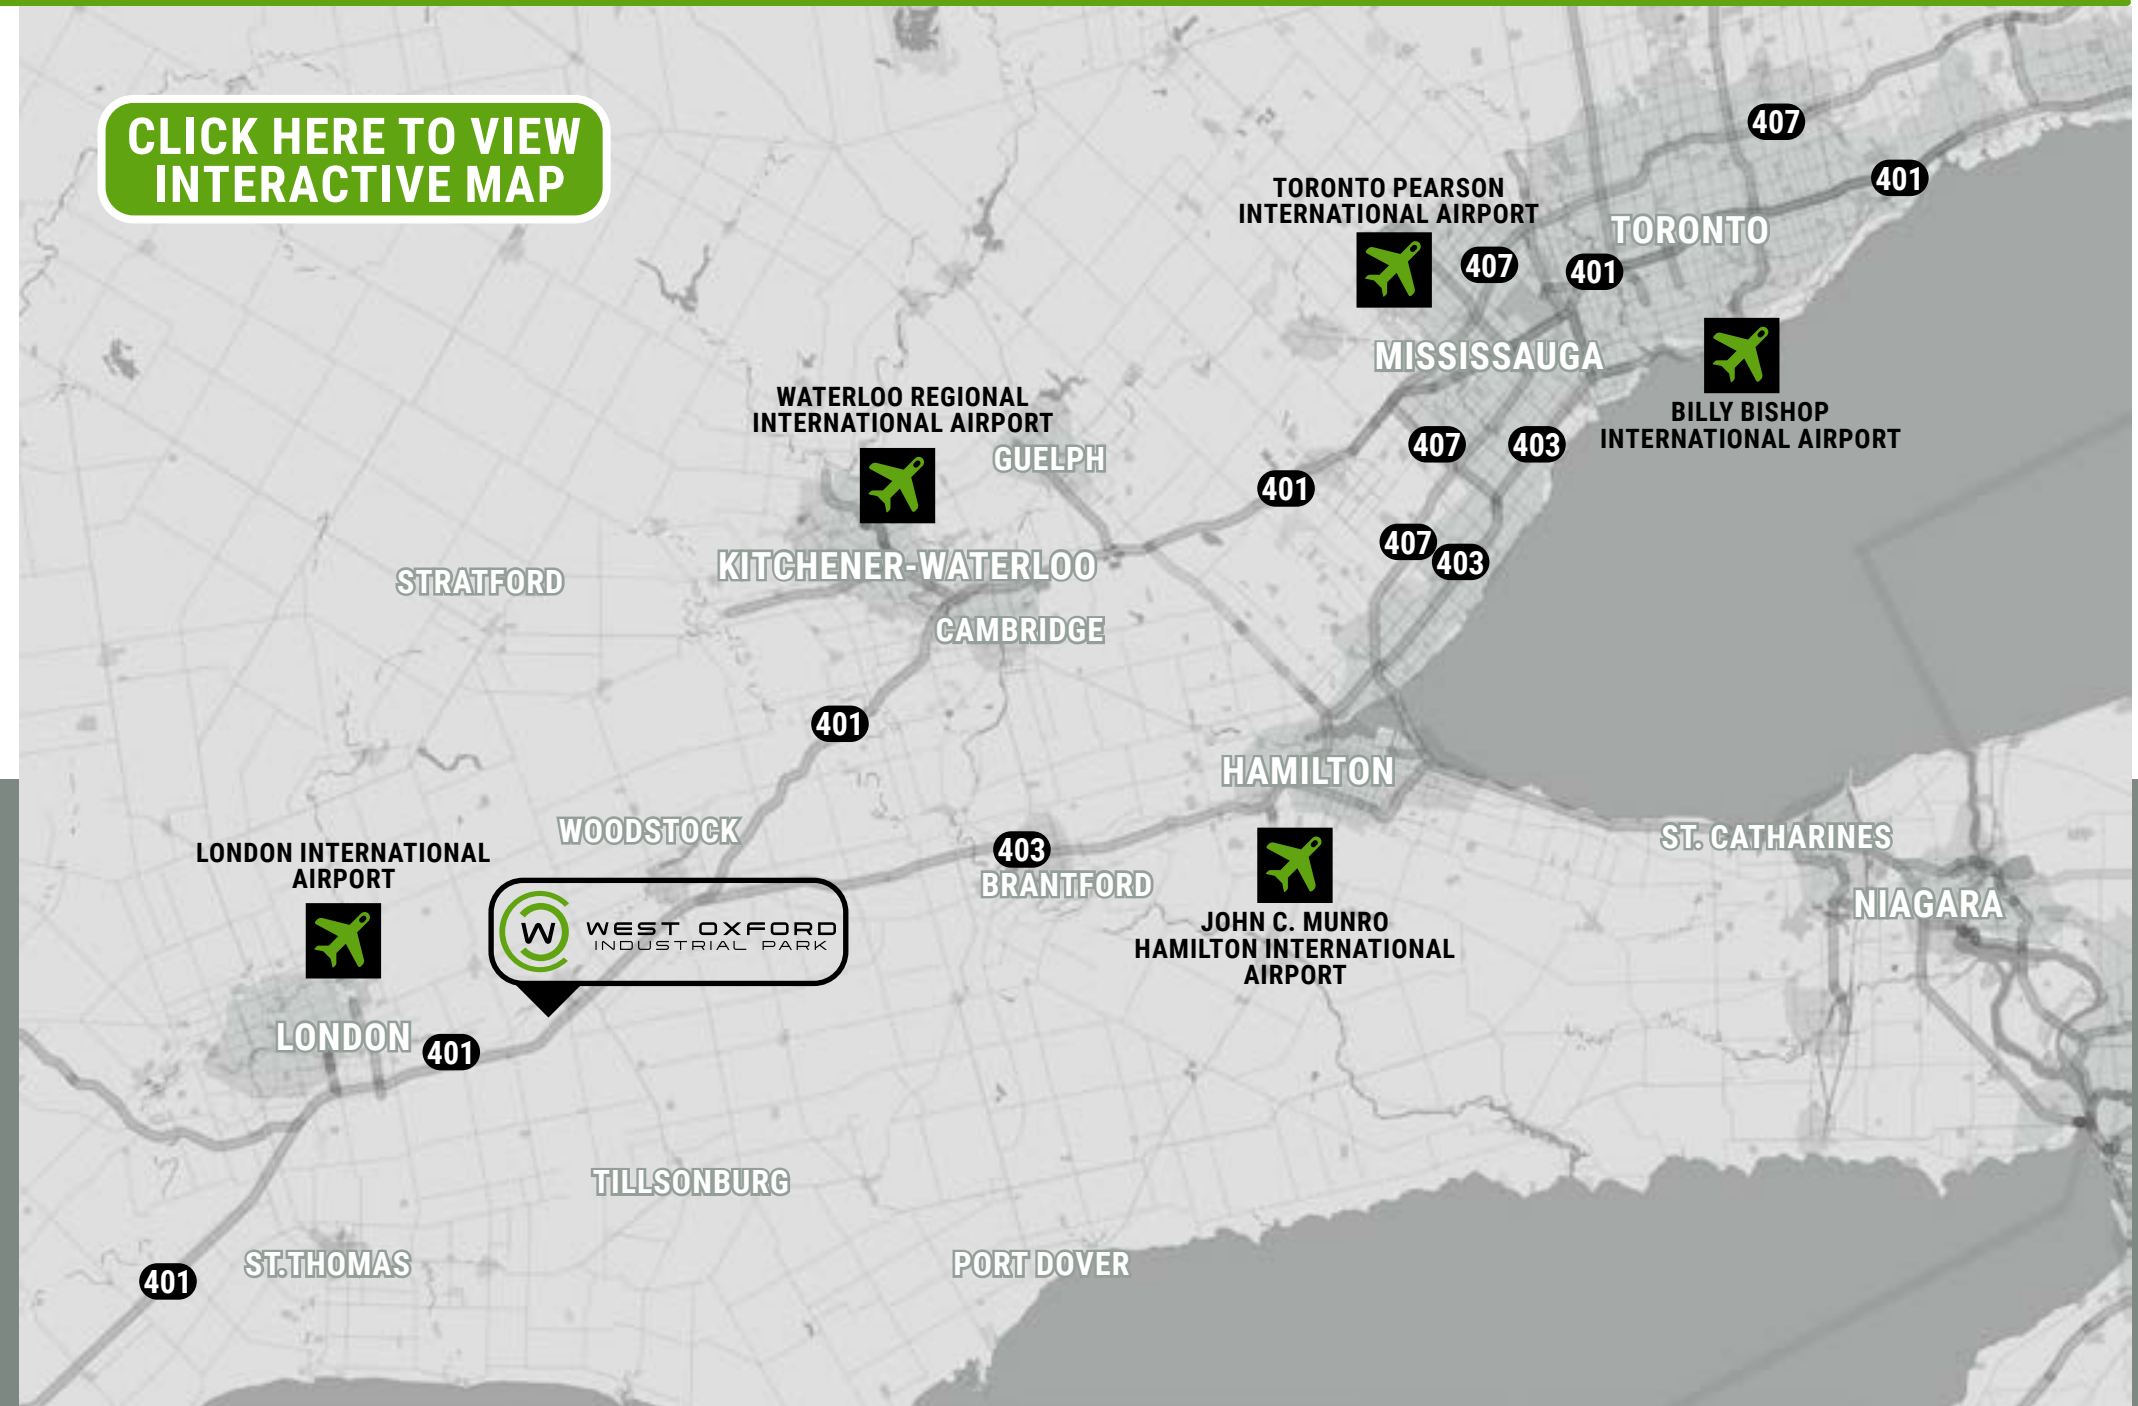 CLICK HERE TO VIEW
INTERACTIVE MAP
407
401
TORONTO PEARSON
INTERNATIONAL AIRPORT
TORONTO
407
401
MISSISSAUGA
BILLY BISHOP
INTERNATIONAL AIRPORT
WATERLOO REGIONAL
INTERNATIONAL AIRPORT
GUELPH
407
403
401
407
403
KITCHENER-WATERLOO
STRATFORD
CAMBRIDGE
401
HAMILTON
WOODSTOCK
403
BRANTFORD
ST. CATHARINES
NIAGARA
LONDON INTERNATIONAL
AIRPORT
W
WEST OXFORD
INDUSTRIAL PARK
JOHN C. MUNRO
HAMILTON INTERNATIONAL
AIRPORT
LONDON
401
TILLSONBURG
ST.THOMAS
PORT DOVER
401